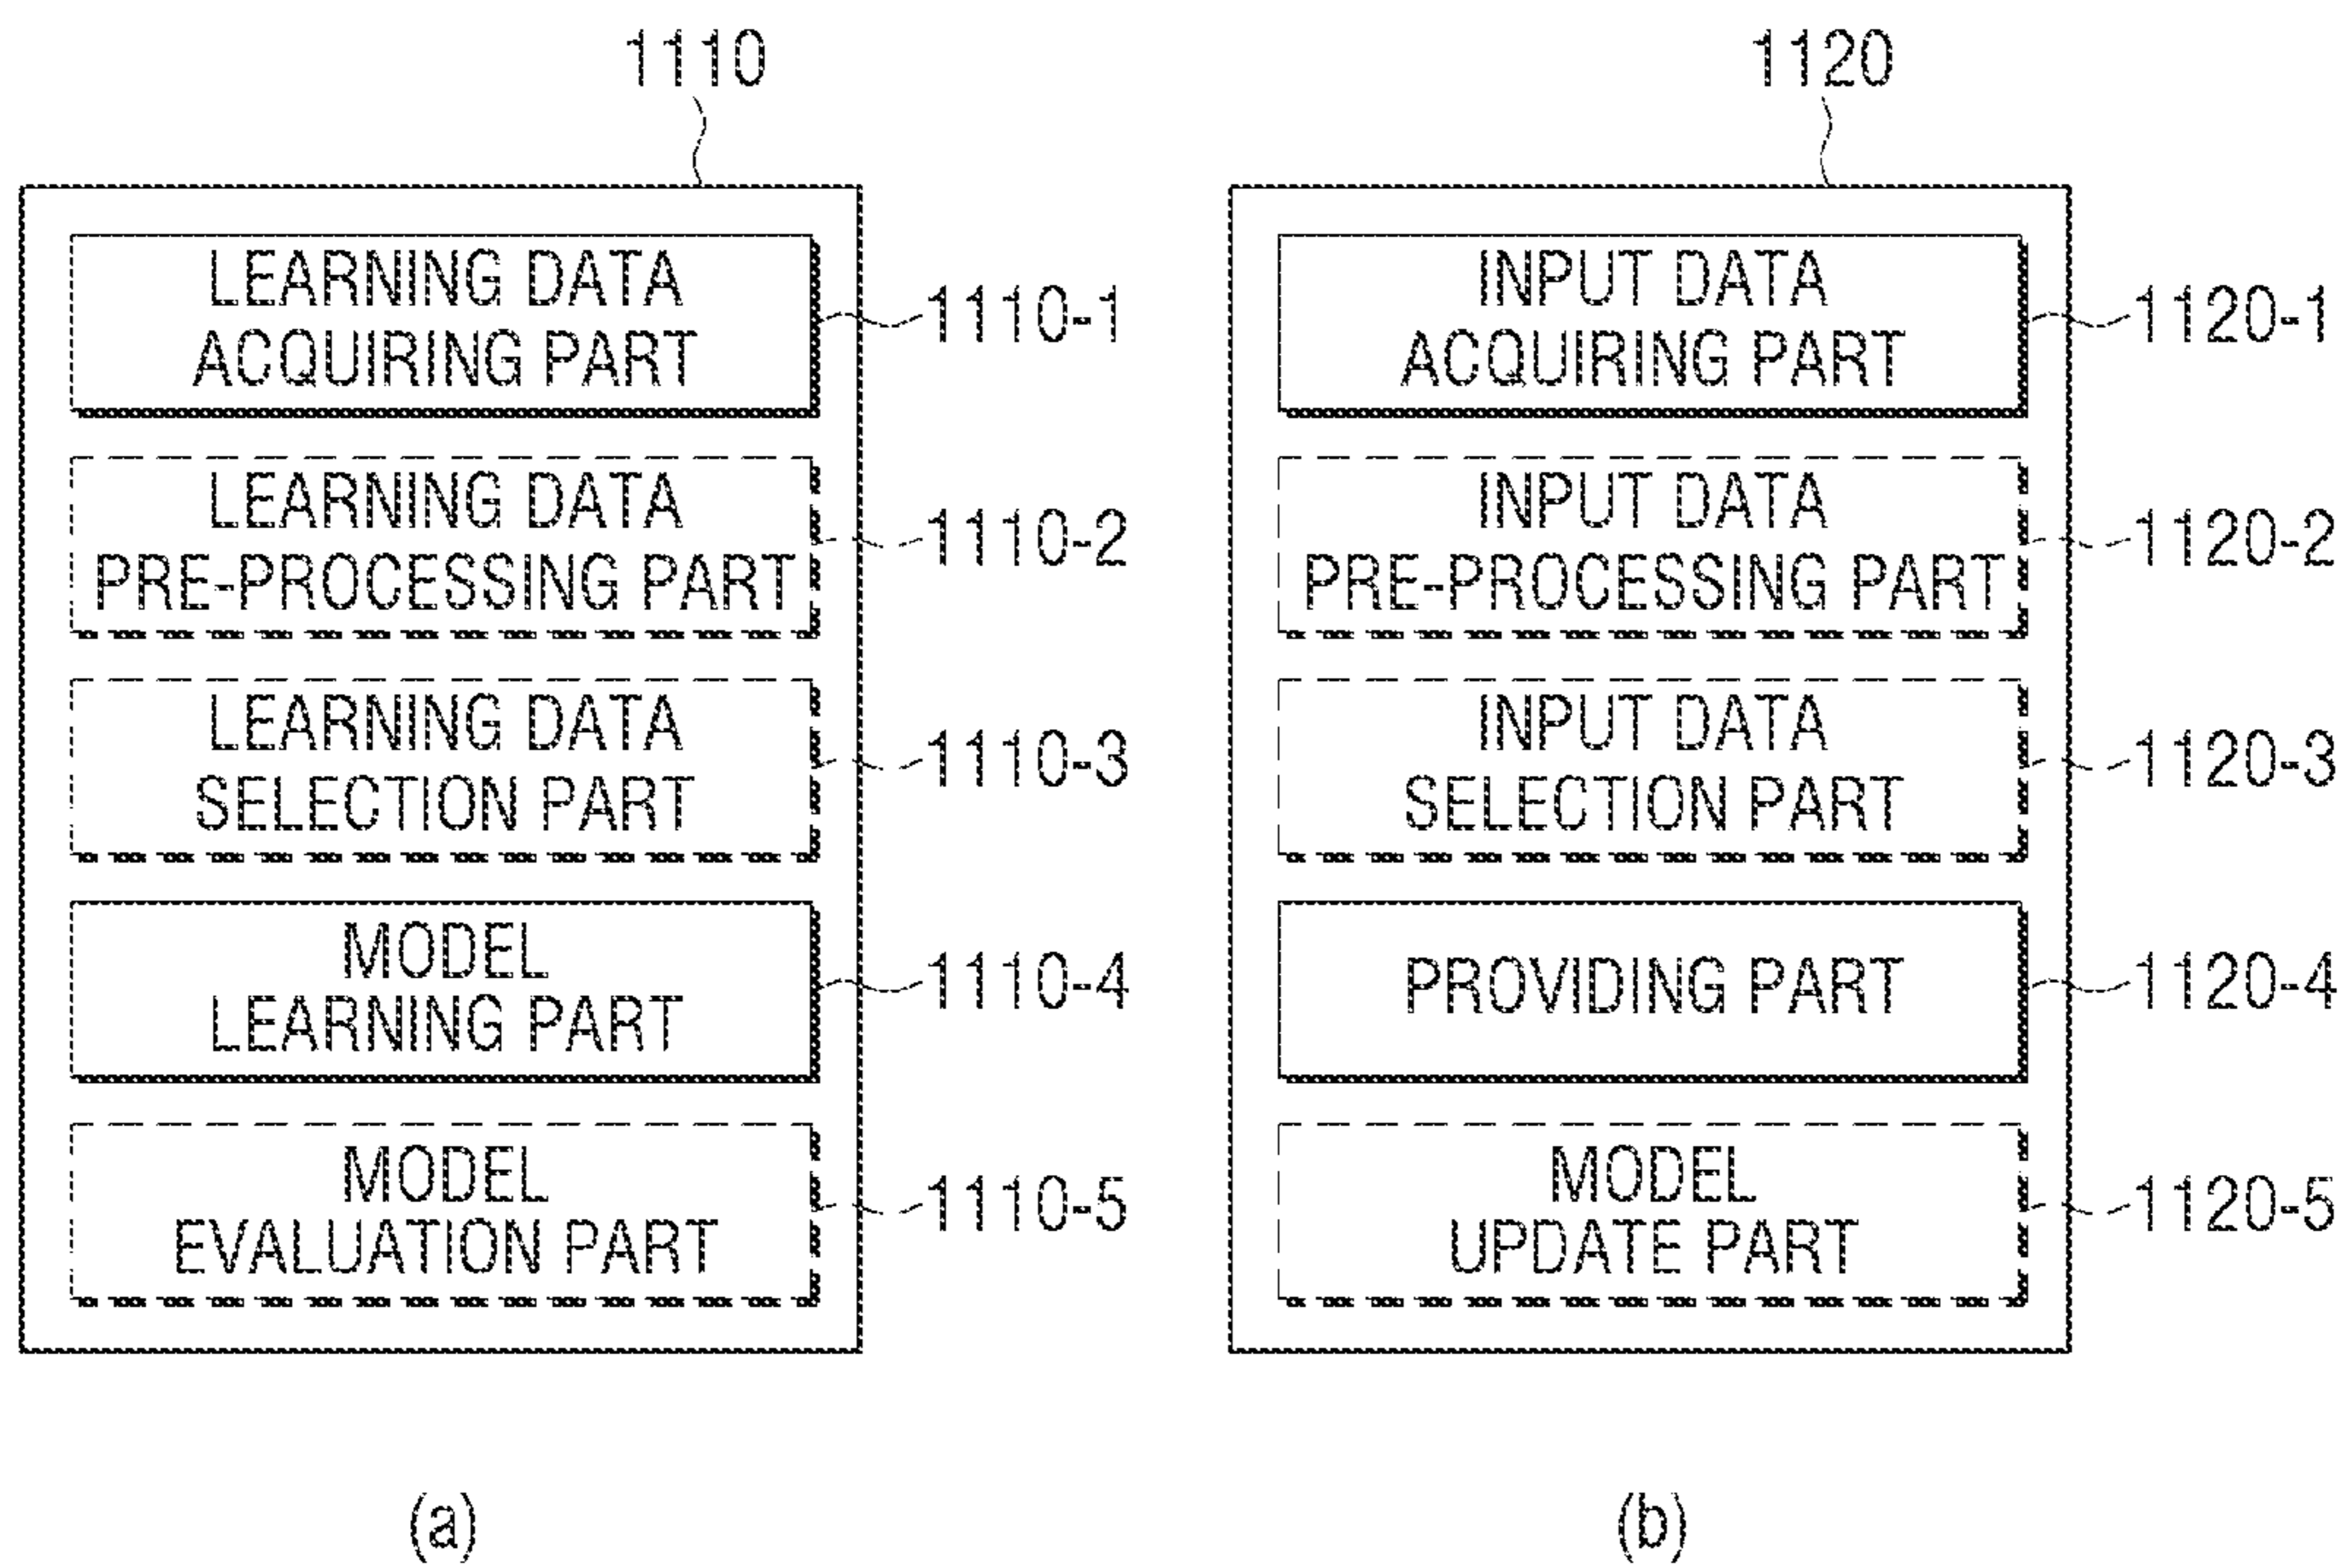 1110
LEARNING DATA
ACQUIRING PART
1110-1
LEARNING DATA
PRE-PROCESSING PART
1110-2
LEARNING DATA
SELECTION PART
1110-3
MODEL
LEARNING PART
1110-4
MODEL
EVALUATION PART
1110-5
(a)
1120
INPUT DATA
ACQUIRING PART
1120-1
INPUT DATA
PRE-PROCESSING PART
1120-2
INPUT DATA
SELECTION PART
1120-3
PROVIDING PART
1120-4
MODEL
UPDATE PART
1120-5
(b)